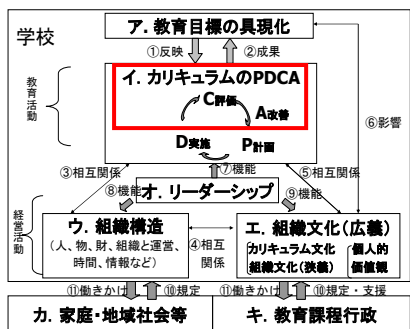 学校
ア. 教育目標の具現化
①反映
②成果
教育活動
イ. カリキュラムのPDCA
C評価
A改善
D実施
P計画
⑥影響
③相互関係
⑦機能
⑤相互関係
⑧機能
オ. リーダーシップ
⑨機能
経営活動
ウ. 組織構造
(人、物、財、組織と運営、
時間、情報など)
④相互
関係
エ. 組織文化(広義)
カリキュラム文化
組織文化(狭義)
個人的
価値観
⑪働きかけ
⑩規定
⑪働きかけ
⑩規定・支援
カ. 家庭・地域社会等
キ. 教育課程行政